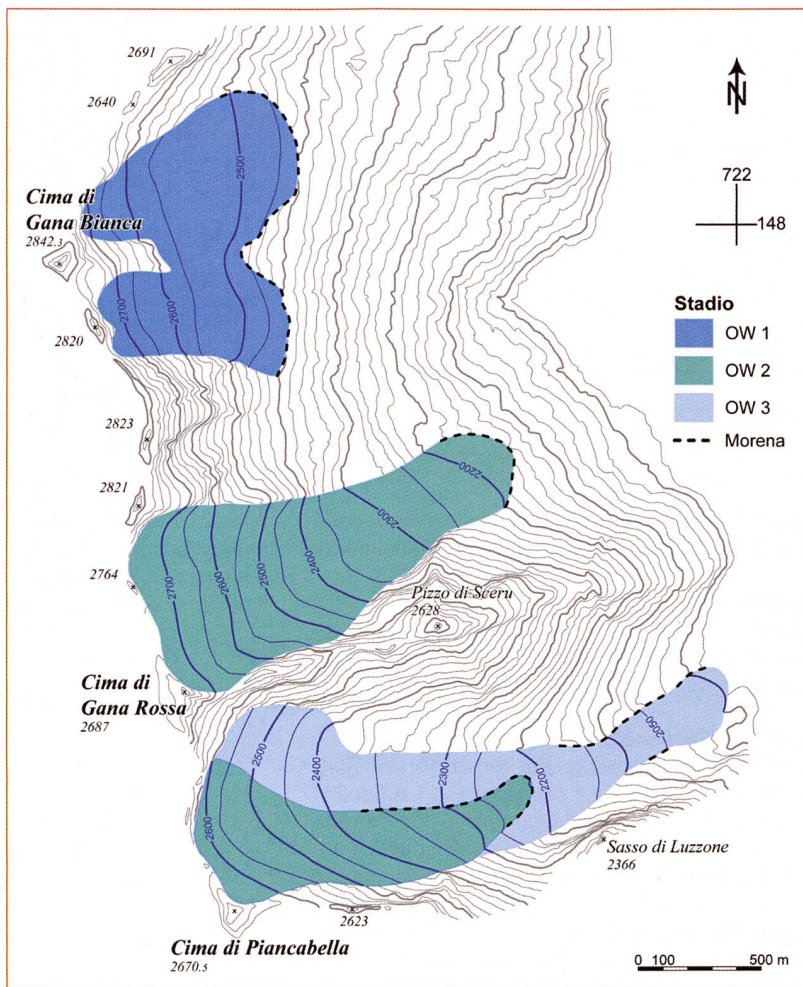 2691
2640
N
722
148
2500
Cima di
Gana Bianca
2842.3
2700
2600
2820
Stadio
OW 1
OW 2
OW 3
Morena
2823
2821
2200
2300
2400
2500
2600
2700
2764
Pizzo di Sceru
2628
Cima di
Gana Rossa
2687
2050
2500
2400
2300
2200
2600
Sasso di Luzzone
2366
2623
Cima di Piancabella
2670.5
0 100 500 m